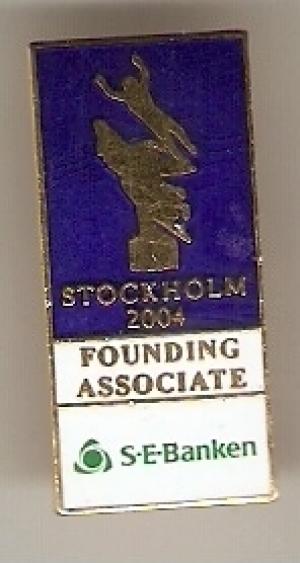 STOCKHOLM
2004
FOUNDING
ASSOCIATE
S·E·Banken